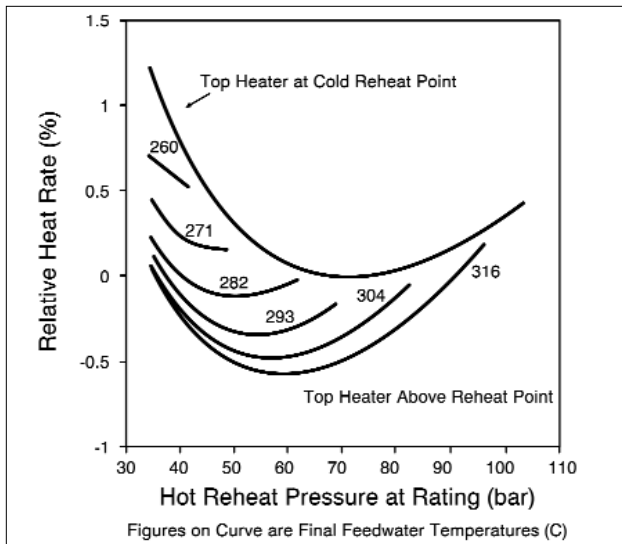 1.5
1
0.5
0
-0.5
-1
Relative Heat Rate (%)
Top Heater at Cold Reheat Point
260
271
282
293
304
316
Top Heater Above Reheat Point
30 40 50 60 70 80 90 100 110
Hot Reheat Pressure at Rating (bar)
Figures on Curve are Final Feedwater Temperatures (C)